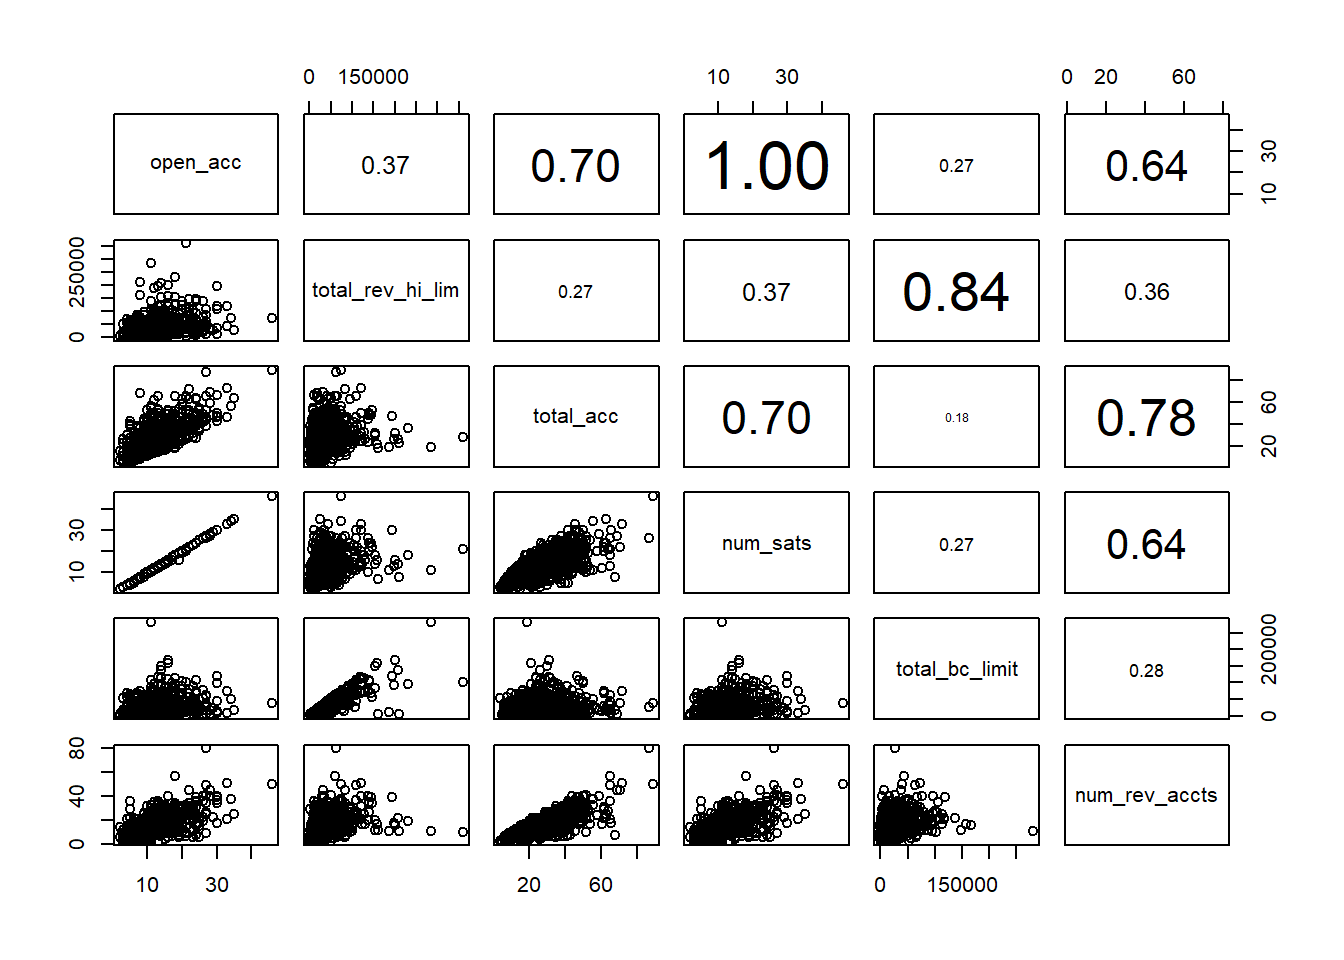 0 150000 10 30 0 20 60
open_acc 0.37 0.70 1.00 0.27 0.64 10 30
0 250000 total_rev_hi_lim 0.27 0.37 0.84 0.36
total_acc 0.70 0.18 0.78 20 60
10 30 num_sats 0.27 0.64
total_bc_limit 0.28 0 200000
0 40 80 num_rev_accts
10 30 20 60 0 150000